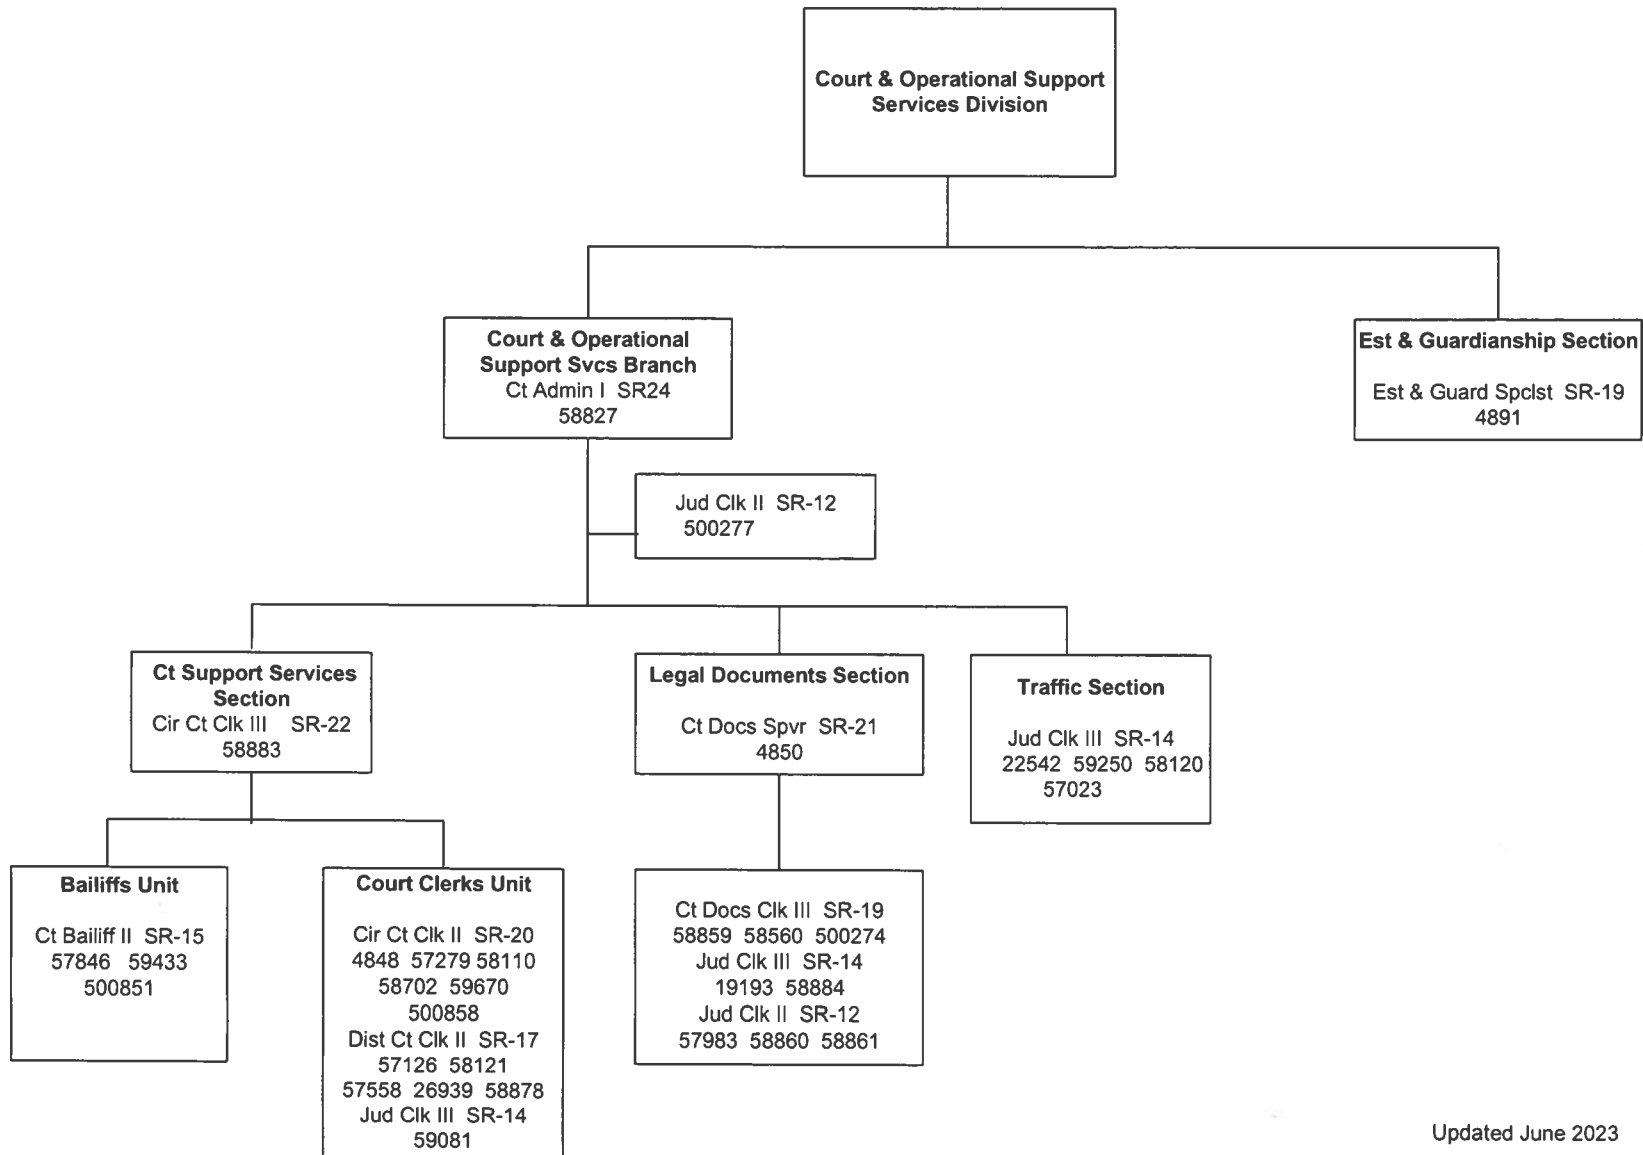 Court & Operational Support
Services Division
Court & Operational
Support Svcs Branch
Ct Admin I SR24
58827
Est & Guardianship Section
Est & Guard Spclst SR-19
4891
Jud Clk II SR-12
500277
Ct Support Services
Section
Cir Ct Clk III SR-22
58883
Legal Documents Section
Ct Docs Spvr SR-21
4850
Traffic Section
Jud Clk III SR-14
22542 59250 58120
57023
Bailiffs Unit
Ct Bailiff II SR-15
57846 59433
500851
Court Clerks Unit
Cir Ct Clk II SR-20
4848 57279 58110
58702 59670
500858
Dist Ct Clk II SR-17
57126 58121
57558 26939 58878
Jud Clk III SR-14
59081
Ct Docs Clk III SR-19
58859 58560 500274
Jud Clk III SR-14
19193 58884
Jud Clk II SR-12
57983 58860 58861
Updated June 2023